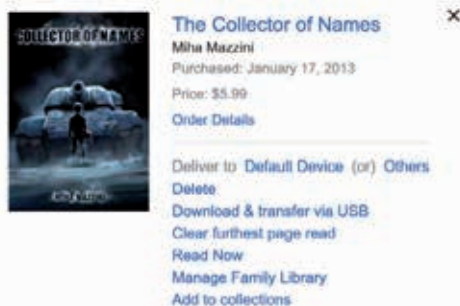 COLLECTOR OF NAMES
MIHA MAZZINI
The Collector of Names
Miha Mazzini
Purchased: January 17, 2013
Price: $5.99
Order Details
Deliver to Default Device (or) Others
Delete
Download & transfer via USB
Clear furthest page read
Read Now
Manage Family Library
Add to collections